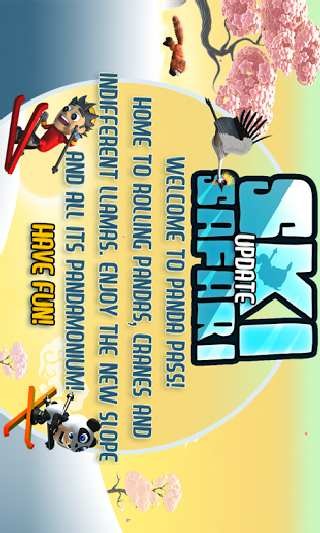 SKI
SAFARI
UPDATE
WELCOME TO PANDA PASS!
HOME TO ROLLING PANDAS, CRANES AND
INDIFFERENT LLAMAS. ENJOY THE NEW SLOPE
AND ALL ITS PANDAMONIUM!
HAVE FUN!